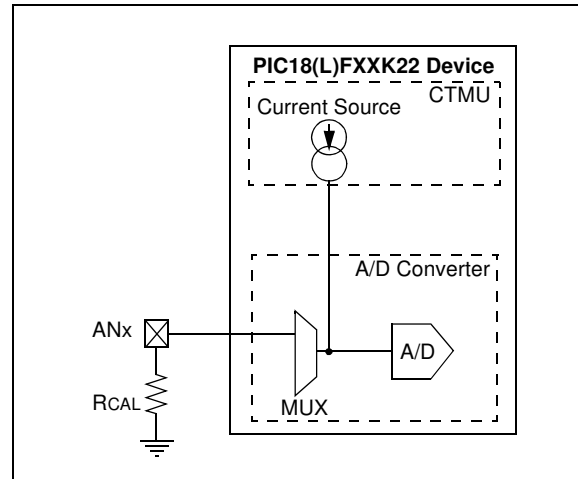 PIC18(L)FXXK22 Device
CTMU
Current Source
A/D Converter
ANx
A/D
RCAL
MUX